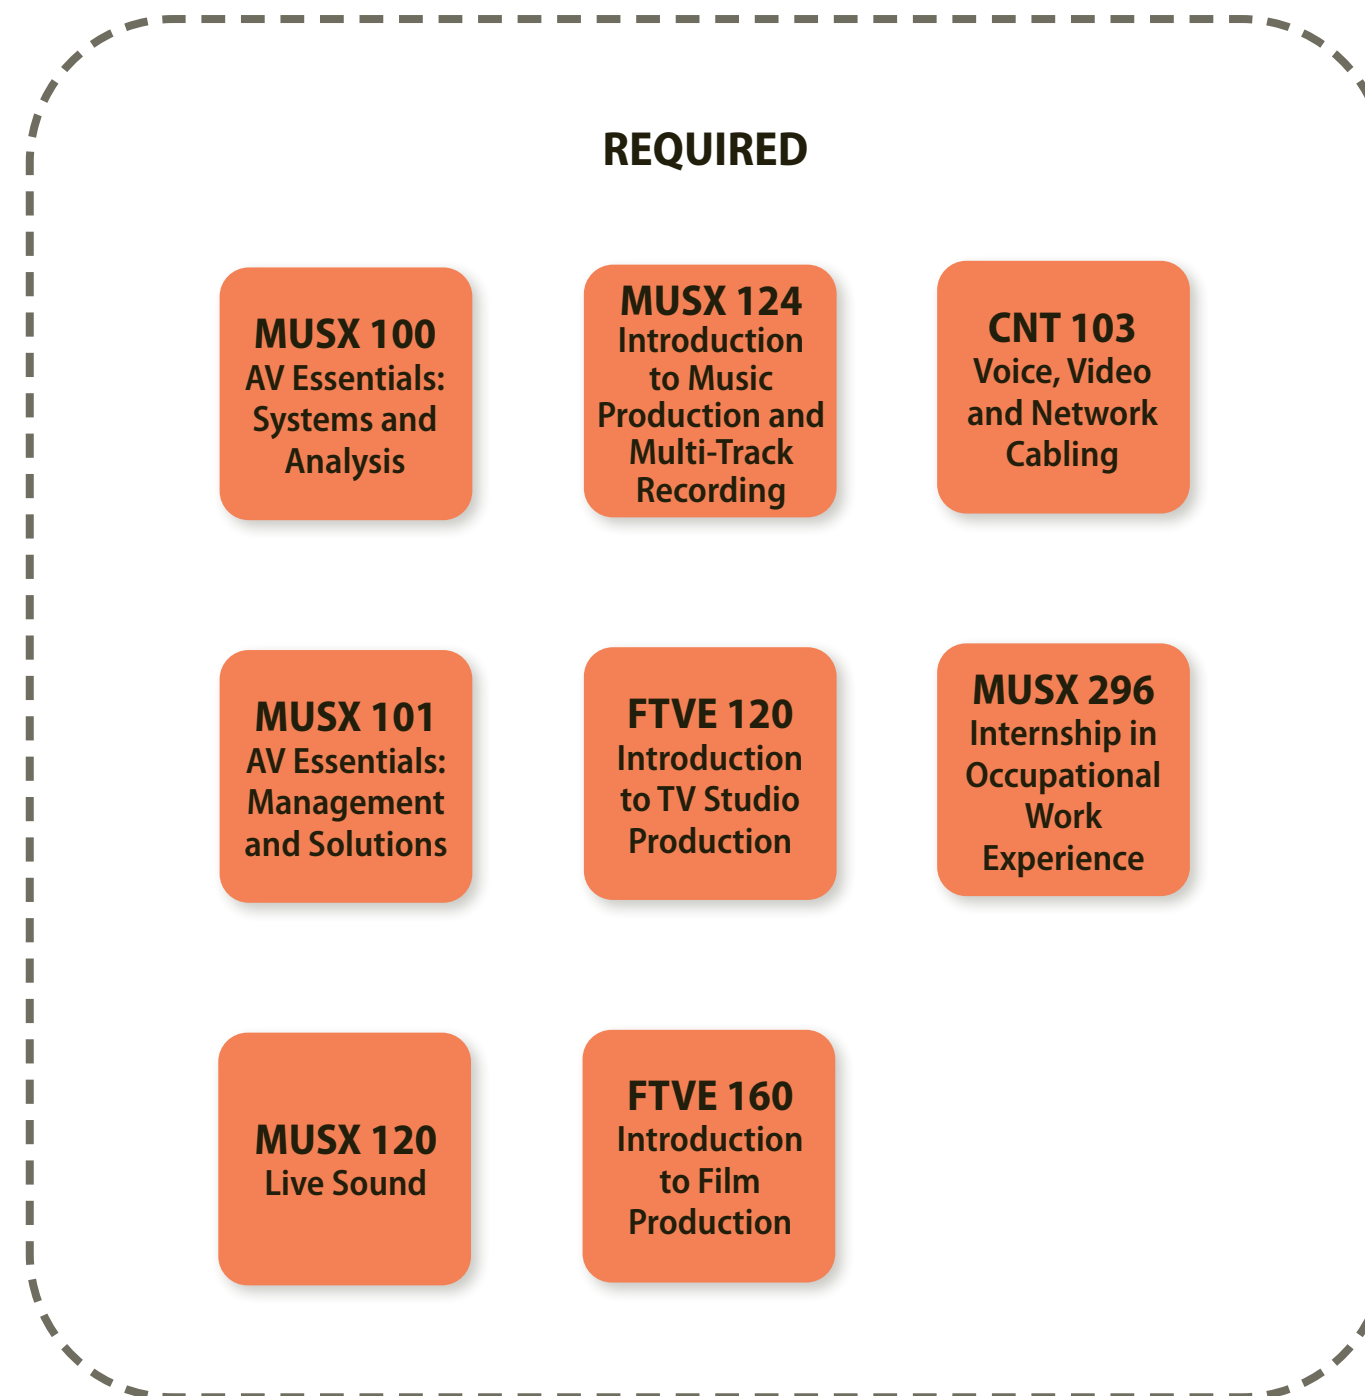 REQUIRED
MUSX 100
AV Essentials:
Systems and
Analysis
MUSX 124
Introduction
to Music
Production and
Multi-Track
Recording
CNT 103
Voice, Video
and Network
Cabling
MUSX 101
AV Essentials:
Management
and Solutions
FTVE 120
Introduction
to TV Studio
Production
MUSX 296
Internship in
Occupational
Work
Experience
MUSX 120
Live Sound
FTVE 160
Introduction
to Film
Production